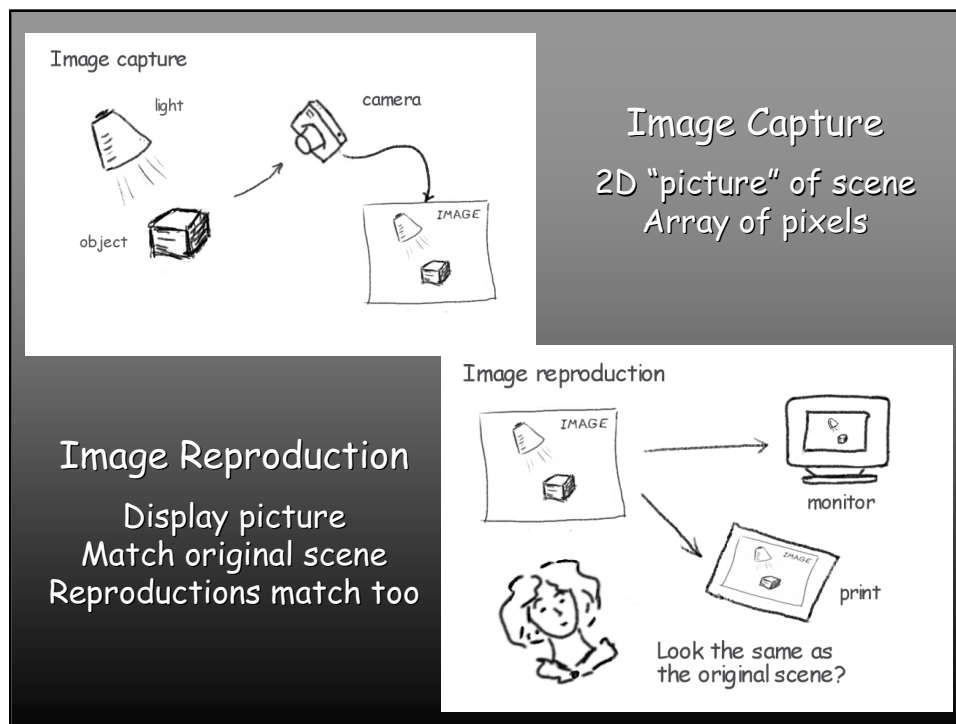 Image capture
light
camera
object
IMAGE
Image Capture
2D “picture” of scene
Array of pixels
Image Reproduction
Display picture
Match original scene
Reproductions match too
Image reproduction
IMAGE
monitor
IMAGE
print
Look the same as
the original scene?